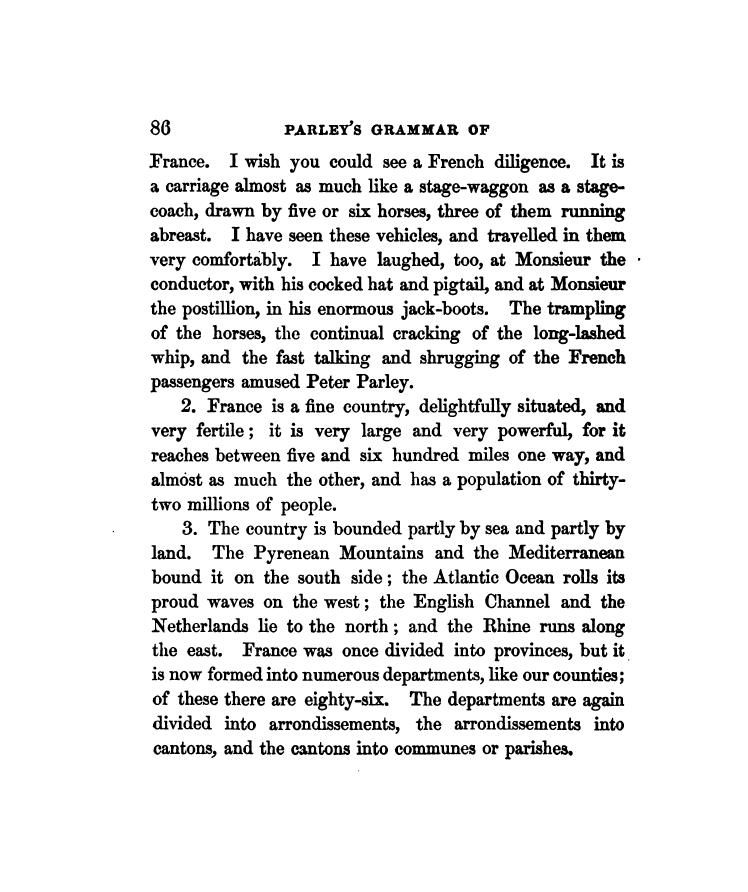 86 PARLEY'S GRAMMAR OF
France. I wish you could see a French diligence. It is
a carriage almost as much like a stage-waggon as a stage-
coach, drawn by five or six horses, three of them running
abreast. I have seen these vehicles, and travelled in them
very comfortably. I have laughed, too, at Monsieur the
conductor, with his cocked hat and pigtail, and at Monsieur
the postillion, in his enormous jack-boots. The trampling
of the horses, the continual cracking of the long-lashed
whip, and the fast talking and shrugging of the French
passengers amused Peter Parley.
2. France is a fine country, delightfully situated, and
very fertile; it is very large and very powerful, for it
reaches between five and six hundred miles one way, and
almost as much the other, and has a population of thirty-
two millions of people.
3. The country is bounded partly by sea and partly by
land. The Pyrenean Mountains and the Mediterranean
bound it on the south side; the Atlantic Ocean rolls its
proud waves on the west; the English Channel and the
Netherlands lie to the north; and the Rhine runs along
the east. France was once divided into provinces, but it
is now formed into numerous departments, like our counties;
of these there are eighty-six. The departments are again
divided into arrondissements, the arrondissements into
cantons, and the cantons into communes or parishes.